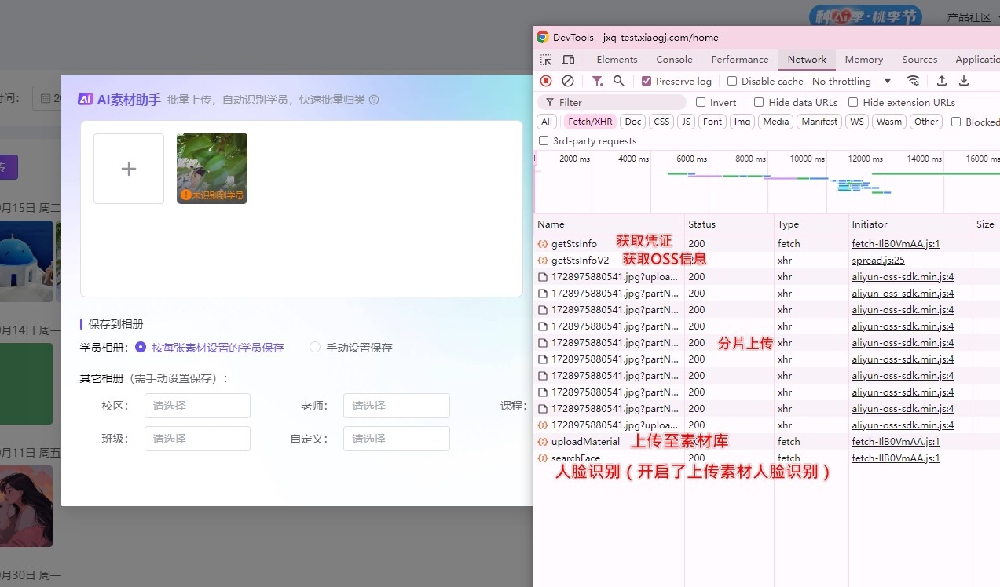 种Ai季·桃李节
产品社区
DevTools - jxq-test.xiaogj.com/home
Elements Console Performance Network Memory Sources Applicatio
Preserve log Disable cache No throttling
Filter Invert Hide data URLs Hide extension URLs
All Fetch/XHR Doc CSS JS Font Img Media Manifest WS Wasm Other Blocked
3rd-party requests
2000 ms 4000 ms 6000 ms 8000 ms 10000 ms 12000 ms 14000 ms 16000 ms
Name Status Type Initiator Size
getStsInfo 获取凭证 200 fetch fetch-IlB0VmAA.js:1
getStsInfoV2 获取OSS信息 xhr spread.js:25
1728975880541.jpg?uploa... 200 xhr aliyun-oss-sdk.min.js:4
1728975880541.jpg?partN... 200 xhr aliyun-oss-sdk.min.js:4
1728975880541.jpg?partN... 200 xhr aliyun-oss-sdk.min.js:4
1728975880541.jpg?partN... 200 xhr aliyun-oss-sdk.min.js:4
1728975880541.jpg?partN... 200 分片上传 xhr aliyun-oss-sdk.min.js:4
1728975880541.jpg?partN... 200 xhr aliyun-oss-sdk.min.js:4
1728975880541.jpg?partN... 200 xhr aliyun-oss-sdk.min.js:4
1728975880541.jpg?partN... 200 xhr aliyun-oss-sdk.min.js:4
1728975880541.jpg?partN... 200 xhr aliyun-oss-sdk.min.js:4
1728975880541.jpg?uploa... 200 xhr aliyun-oss-sdk.min.js:4
uploadMaterial 上传至素材库 fetch fetch-IlB0VmAA.js:1
searchFace 200 fetch fetch-IlB0VmAA.js:1
人脸识别（开启了上传素材人脸识别）
时间：
20
传
月15日 周二
月14日 周一
月11日 周五
月30日 周一
Ai AI素材助手 批量上传，自动识别学员，快速批量归类
未识别到学员
保存到相册
学员相册： 按每张素材设置的学员保存 手动设置保存
其它相册（需手动设置保存）：
校区： 请选择 老师： 请选择 课程：
班级： 请选择 自定义： 请选择